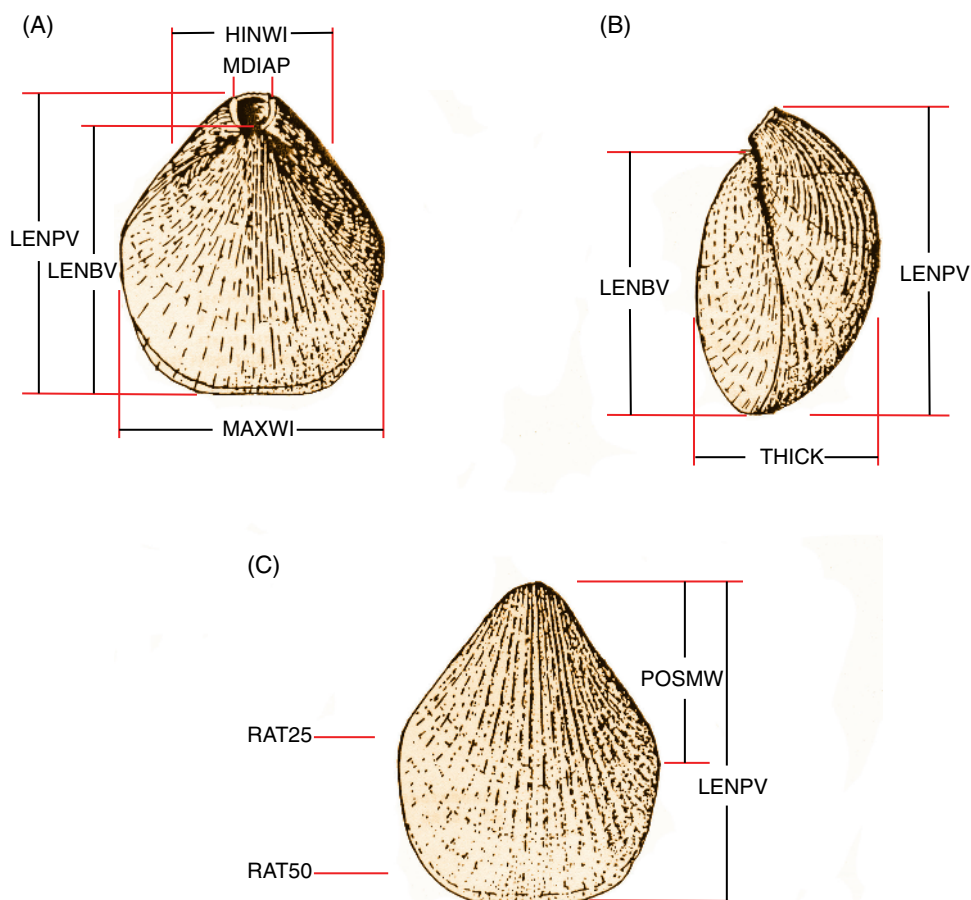 (A)
HINWI
MDIAP
LENPV
LENBV
MAXWI
(B)
LENBV
LENPV
THICK
(C)
POSMW
RAT25
LENPV
RAT50